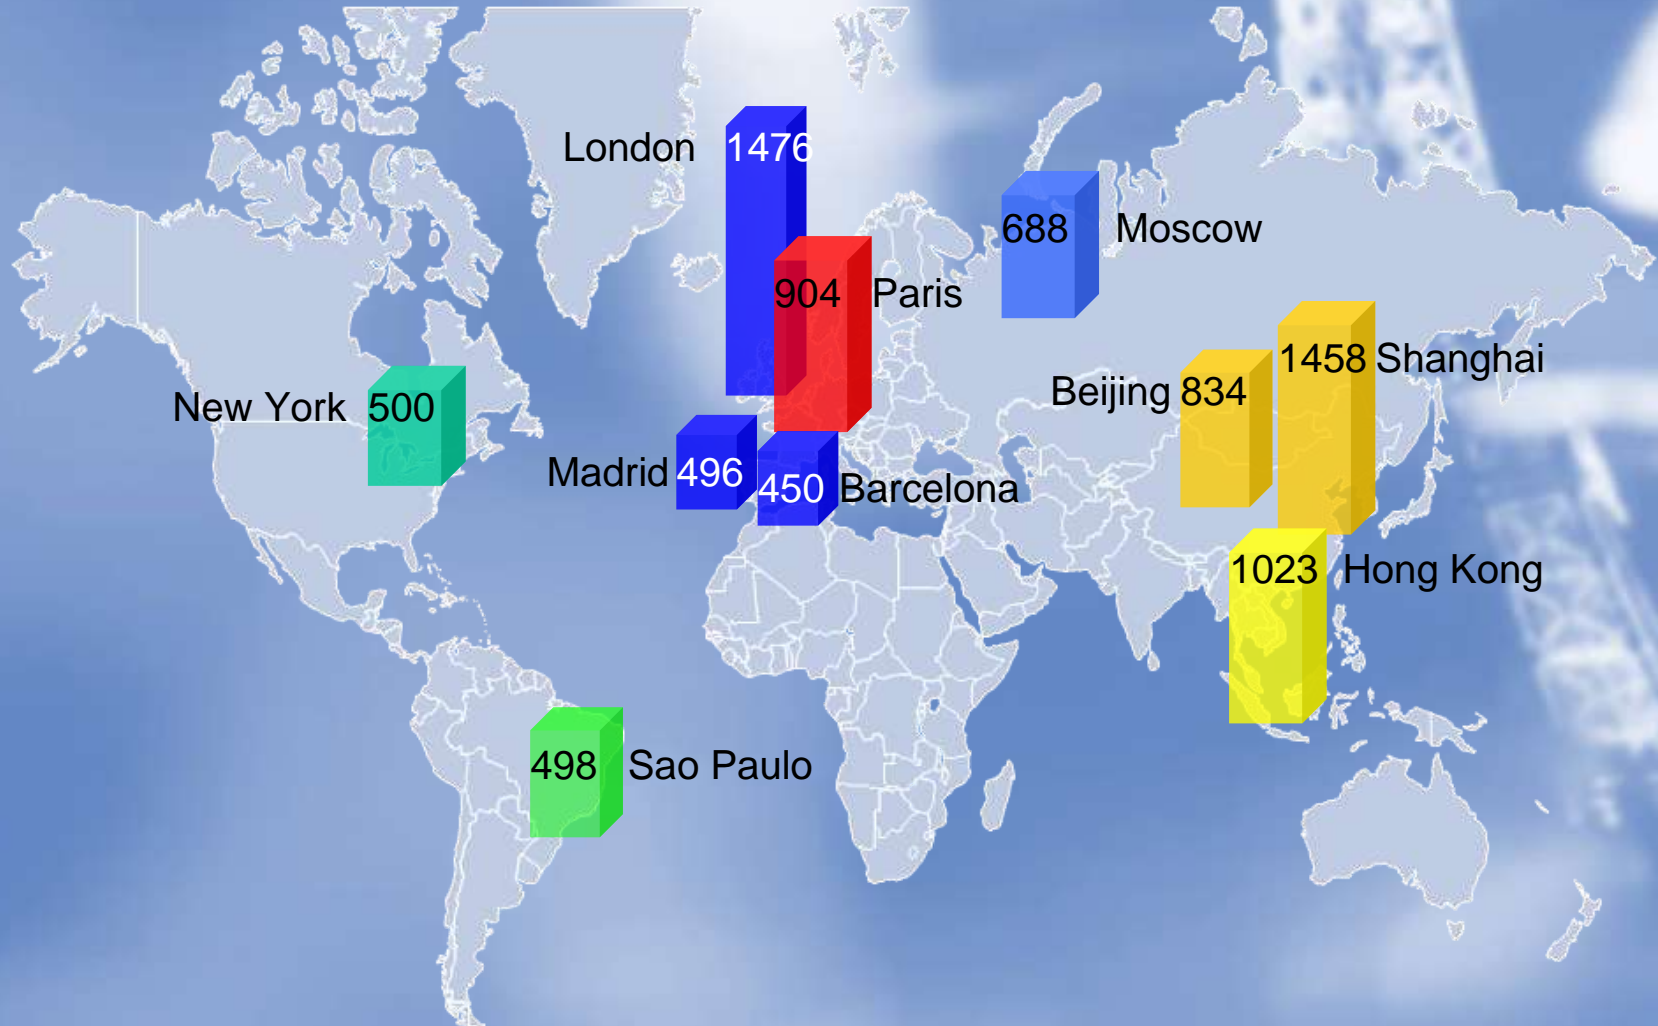 London 1476
688 Moscow
904 Paris
1458 Shanghai
Beijing 834
New York 500
Madrid 496
450 Barcelona
1023 Hong Kong
498 Sao Paulo